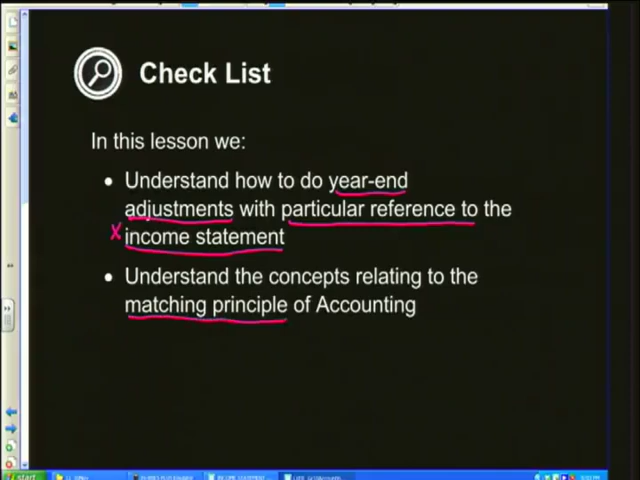 Check List
In this lesson we:
• Understand how to do year-end
adjustments with particular reference to the
x income statement
• Understand the concepts relating to the
matching principle of Accounting
start